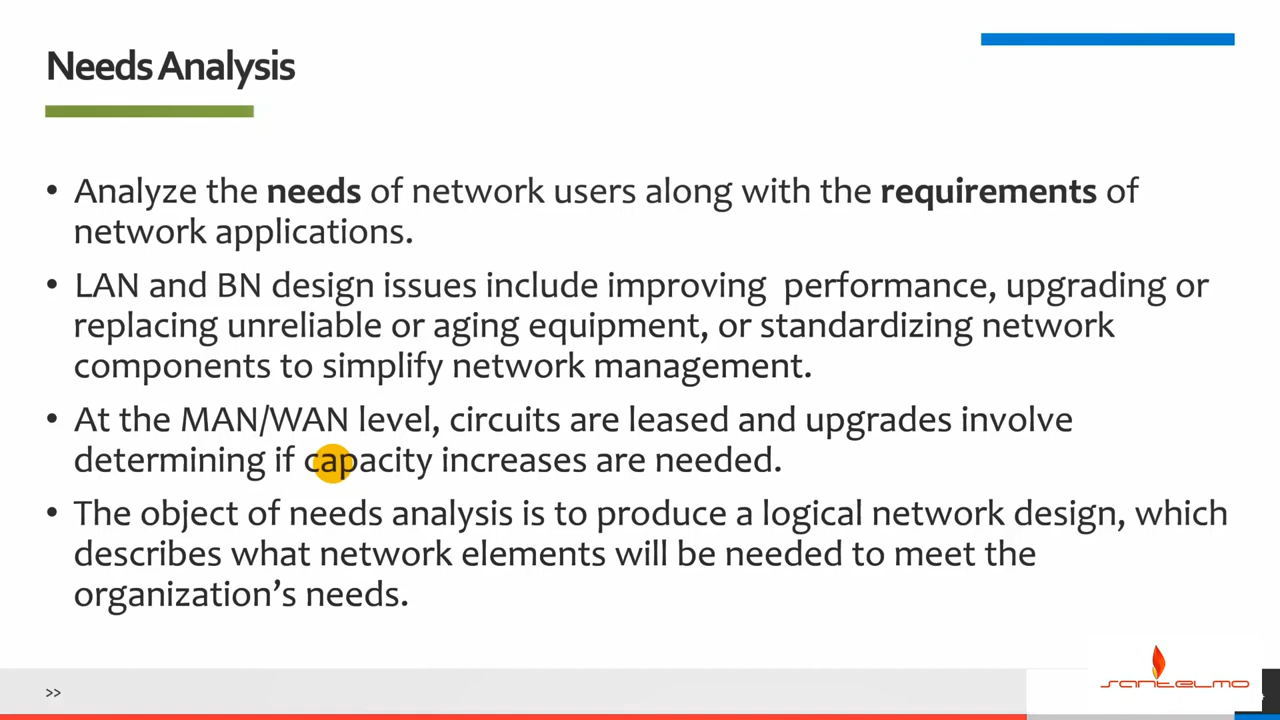 Needs Analysis
• Analyze the needs of network users along with the requirements of
network applications.
• LAN and BN design issues include improving  performance, upgrading or
replacing unreliable or aging equipment, or standardizing network
components to simplify network management.
• At the MAN/WAN level, circuits are leased and upgrades involve
determining if capacity increases are needed.
• The object of needs analysis is to produce a logical network design, which
describes what network elements will be needed to meet the
organization’s needs.
>>
santelmo